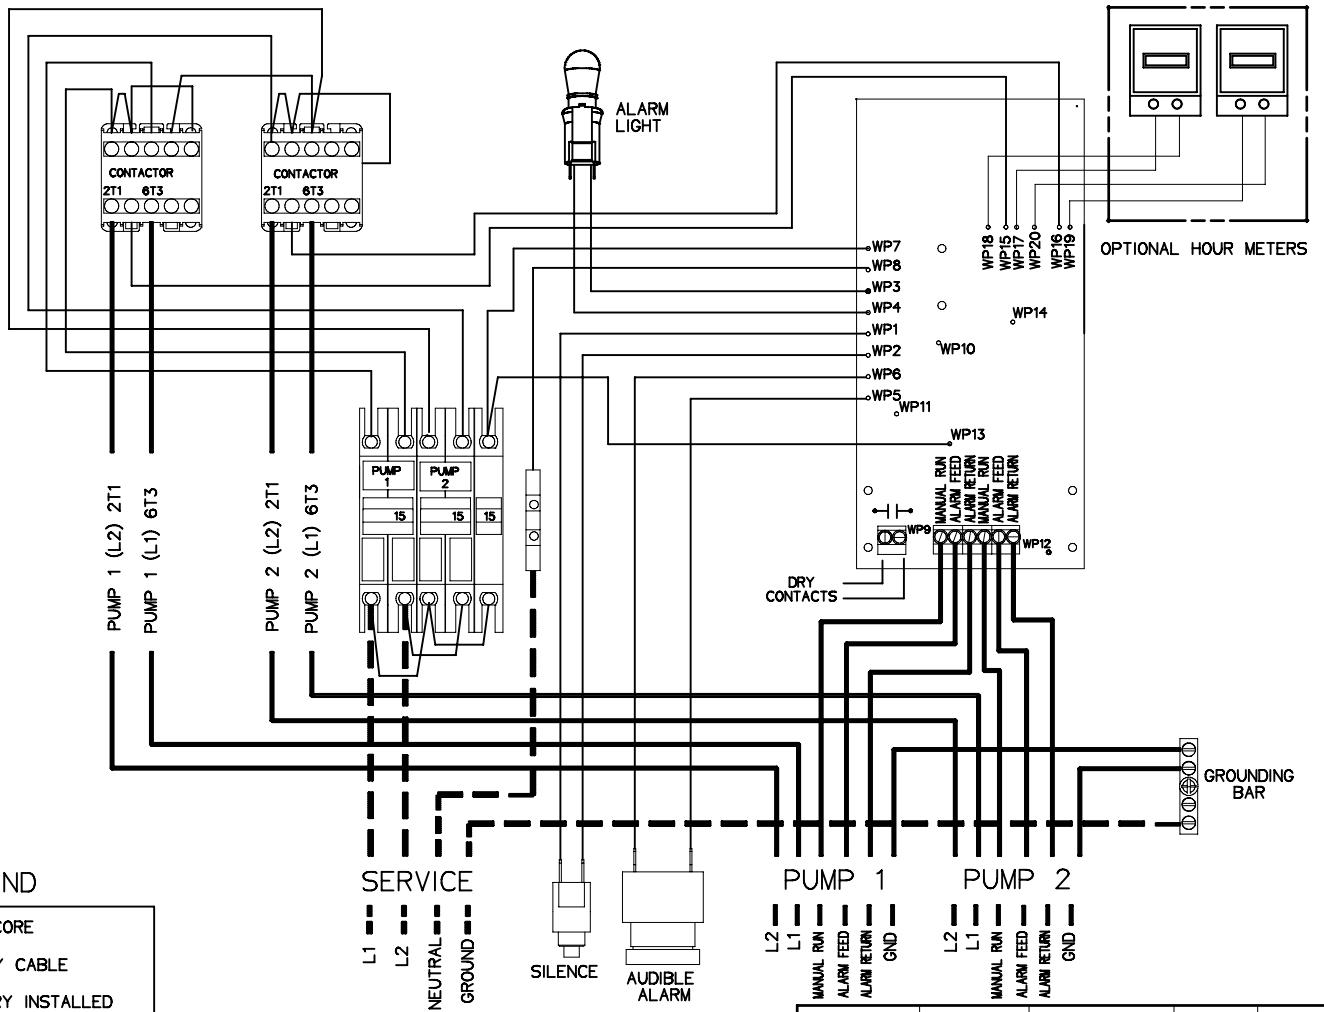 ALARM
LIGHT
CONTACTOR
2T1 6T3
CONTACTOR
2T1 6T3
OPTIONAL HOUR METERS
WP18
WP15
WP17
WP20
WP16
WP19
WP7
WP8
WP3
WP4
WP1
WP2
WP6
WP5
WP14
WP10
WP11
WP13
MANUAL RUN
ALARM FEED
ALARM RETURN
MANUAL RUN
ALARM FEED
ALARM RETURN
WP9
WP12
DRY
CONTACTS
PUMP
1
PUMP
2
15
15
15
PUMP 1 (L2) 2T1
PUMP 1 (L1) 6T3
PUMP 2 (L2) 2T1
PUMP 2 (L1) 6T3
GROUNDING
BAR
SERVICE
L1
L2
NEUTRAL
GROUND
SILENCE
AUDIBLE
ALARM
PUMP 1
L2
L1
MANUAL RUN
ALARM FEED
ALARM RETURN
GND
PUMP 2
L2
L1
MANUAL RUN
ALARM FEED
ALARM RETURN
GND
ND
CORE
Y CABLE
RY INSTALLED